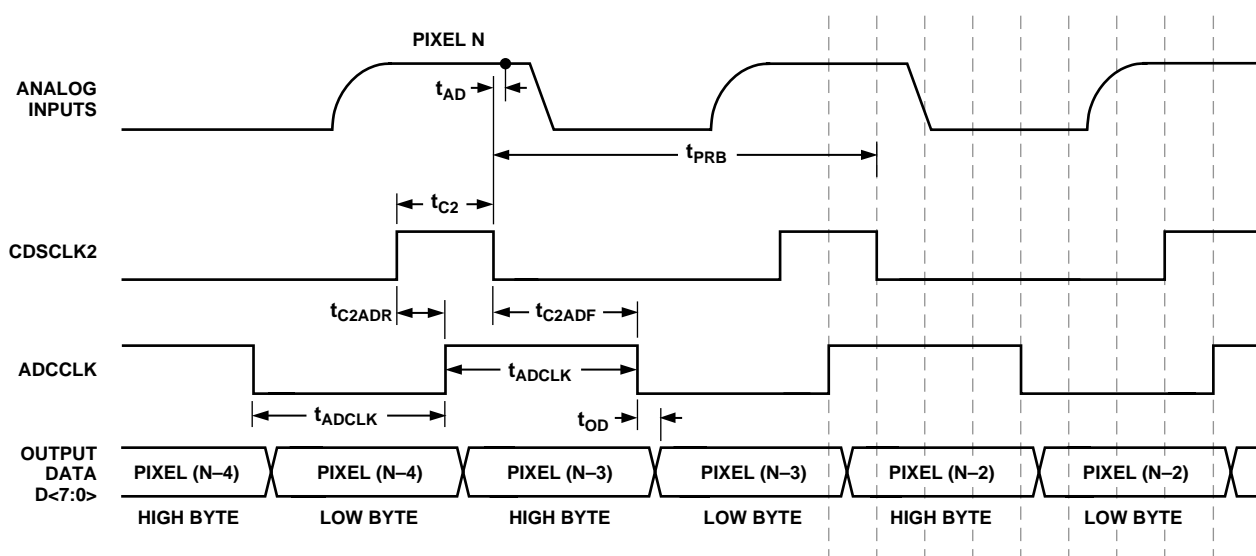 PIXEL N
ANALOG
INPUTS
tAD
tPRB
tC2
CDSCLK2
tC2ADR
tC2ADF
ADCCLK
tADCLK
tADCLK
tOD
OUTPUT
DATA
D<7:0>
PIXEL (N–4)
PIXEL (N–4)
PIXEL (N–3)
PIXEL (N–3)
PIXEL (N–2)
PIXEL (N–2)
HIGH BYTE
LOW BYTE
HIGH BYTE
LOW BYTE
HIGH BYTE
LOW BYTE